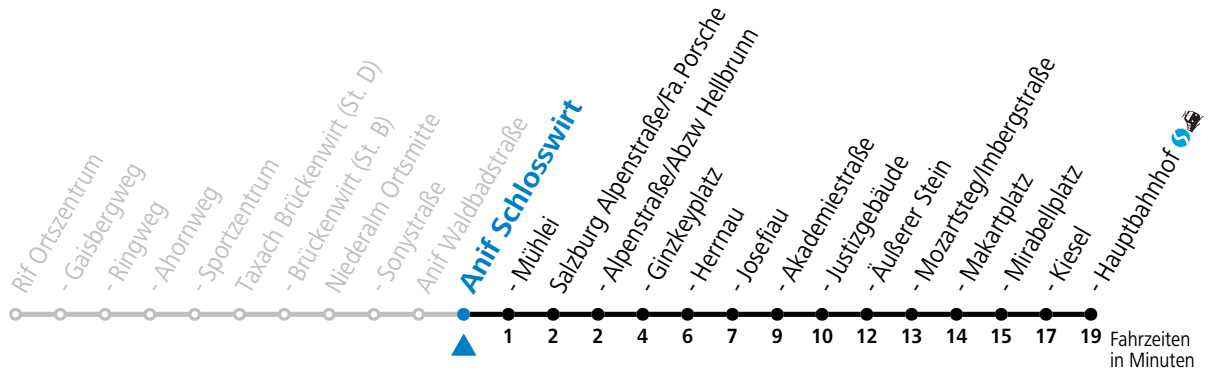 Rif Ortszentrum
- Gaisbergweg
- Ringweg
- Ahornweg
- Sportzentrum
Taxach Brückenwirt (St. D)
- Brückenwirt (St. B)
Niederalm Ortsmitte
- Sonystraße
Anif Waldbadstraße
Anif Schlosswirt
- Mühlei
Salzburg Alpenstraße/Fa. Porsche
- Alpenstraße/Abzw Hellbrunn
- Ginzkeyplatz
- Herrnau
- Josefiau
- Akademiestraße
- Justizgebäude
- Äußerer Stein
- Mozartsteg/Imbergstraße
- Makartplatz
- Mirabellplatz
- Kiesel
- Hauptbahnhof
1 2 2 4 6 7 9 10 12 13 14 15 17 19 Fahrzeiten
in Minuten